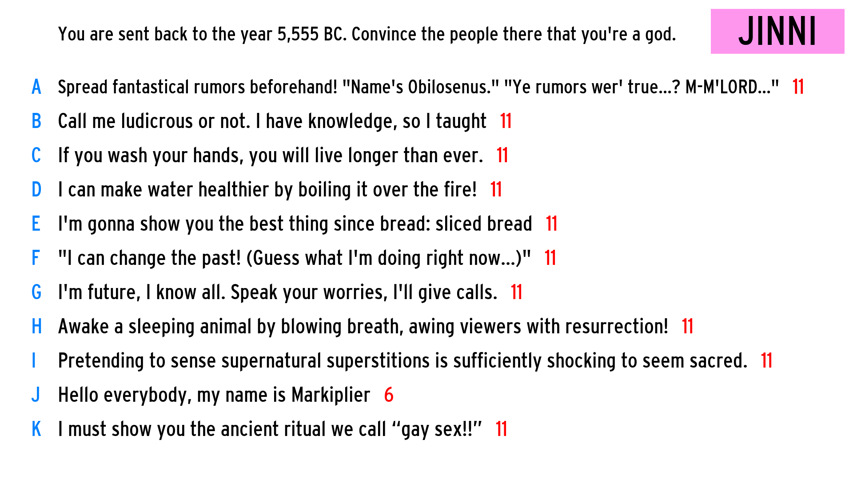 You are sent back to the year 5,555 BC. Convince the people there that you're a god.
JINNI
A Spread fantastical rumors beforehand! "Name's Obilosenus." "Ye rumors wer' true...? M-M'LORD..." 11
B Call me ludicrous or not. I have knowledge, so I taught 11
C If you wash your hands, you will live longer than ever. 11
D I can make water healthier by boiling it over the fire! 11
E I'm gonna show you the best thing since bread: sliced bread 11
F "I can change the past! (Guess what I'm doing right now...)" 11
G I'm future, I know all. Speak your worries, I'll give calls. 11
H Awake a sleeping animal by blowing breath, awing viewers with resurrection! 11
I Pretending to sense supernatural superstitions is sufficiently shocking to seem sacred. 11
J Hello everybody, my name is Markiplier 6
K I must show you the ancient ritual we call “gay sex!!” 11